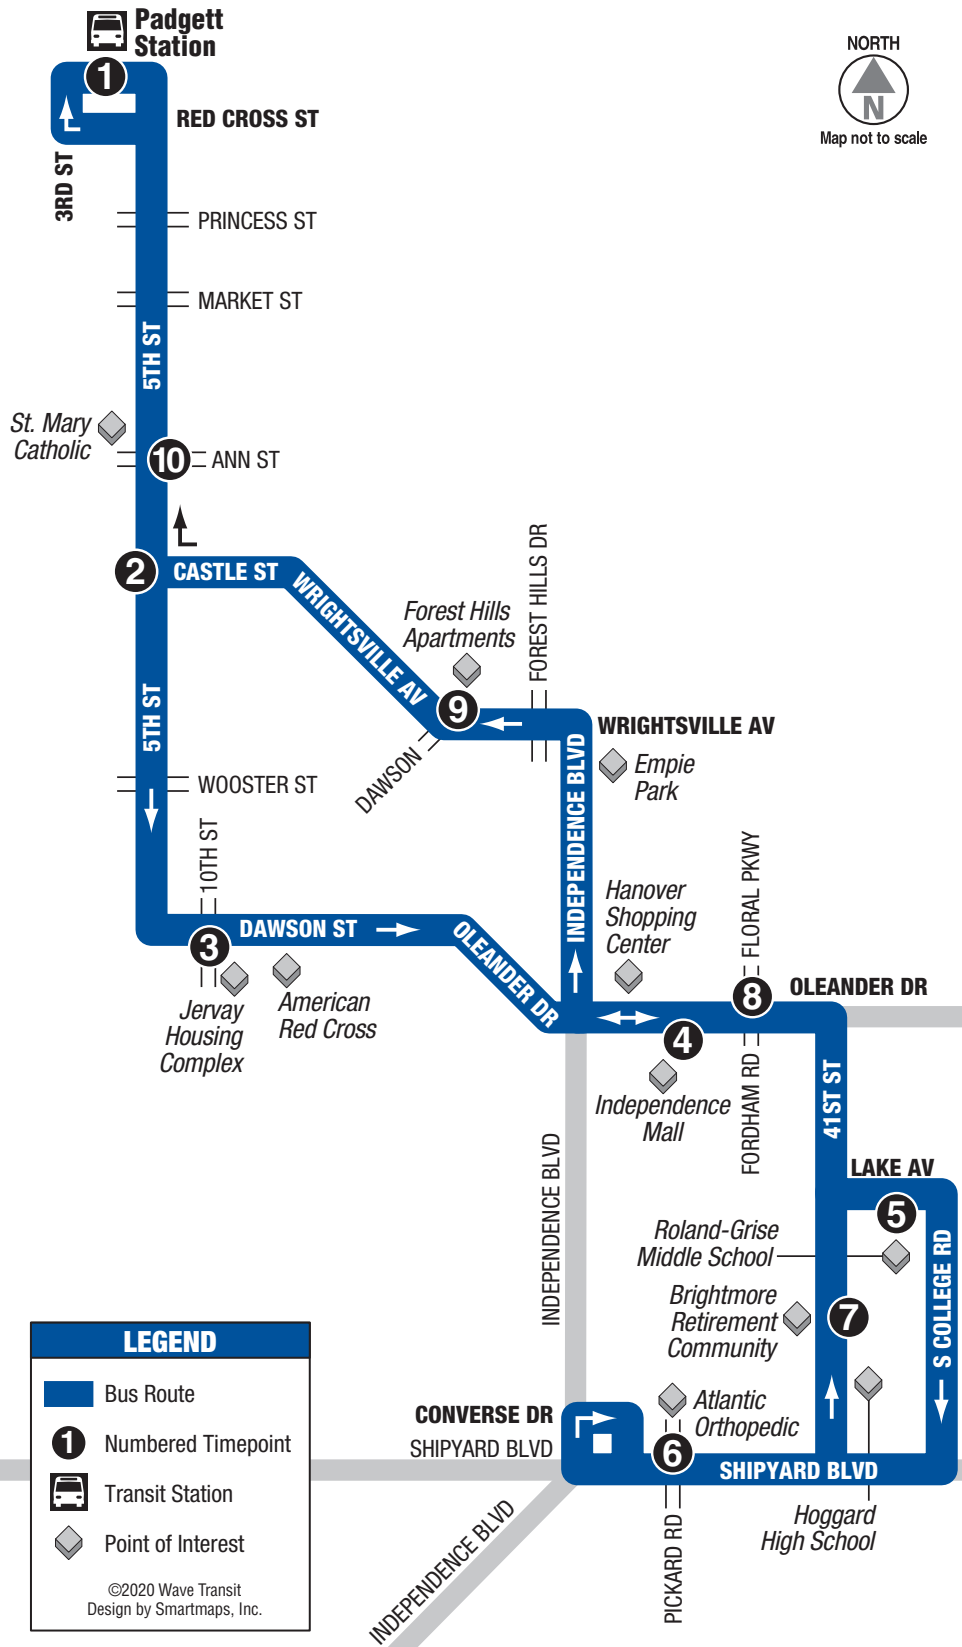 Padgett
Station
NORTH
N
Map not to scale
1
RED CROSS ST
3RD ST
PRINCESS ST
MARKET ST
5TH ST
St. Mary
Catholic
10
ANN ST
2
CASTLE ST
WRIGHTSVILLE AV
Forest Hills
Apartments
FOREST HILLS DR
9
WRIGHTSVILLE AV
DAWSON
5TH ST
WOOSTER ST
INDEPENDENCE BLVD
Empie
Park
10TH ST
DAWSON ST
3
Jervay
Housing
Complex
American
Red Cross
OLEANDER DR
Hanover
Shopping
Center
FLORAL PKWY
8
OLEANDER DR
4
Independence
Mall
FORDHAM RD
41ST ST
LAKE AV
5
Roland-Grise
Middle School
S COLLEGE RD
INDEPENDENCE BLVD
Brightmore
Retirement
Community
7
CONVERSE DR
SHIPYARD BLVD
Atlantic
Orthopedic
6
SHIPYARD BLVD
Hoggard
High School
PICKARD RD
INDEPENDENCE BLVD
LEGEND
Bus Route
1
Numbered Timepoint
Transit Station
Point of Interest
©2020 Wave Transit
Design by Smartmaps, Inc.